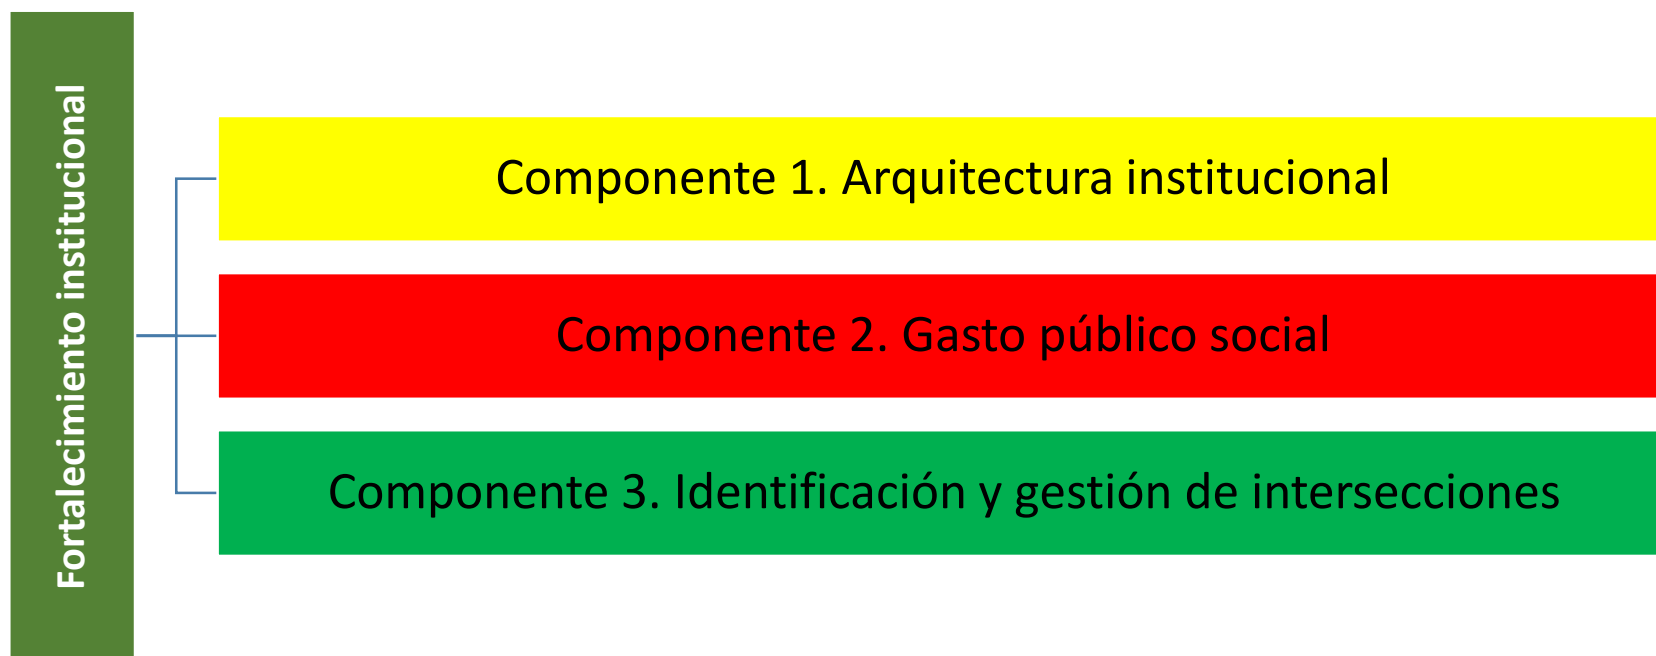 Fortalecimiento institucional
Componente 1. Arquitectura institucional
Componente 2. Gasto público social
Componente 3. Identificación y gestión de intersecciones